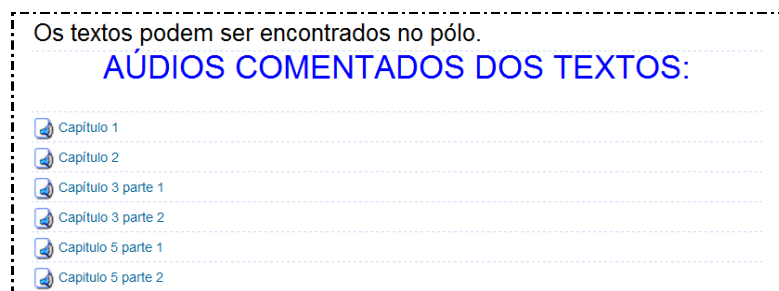 Os textos podem ser encontrados no pólo.
AÚDIOS COMENTADOS DOS TEXTOS:
Capítulo 1
Capítulo 2
Capítulo 3 parte 1
Capítulo 3 parte 2
Capitulo 5 parte 1
Capitulo 5 parte 2